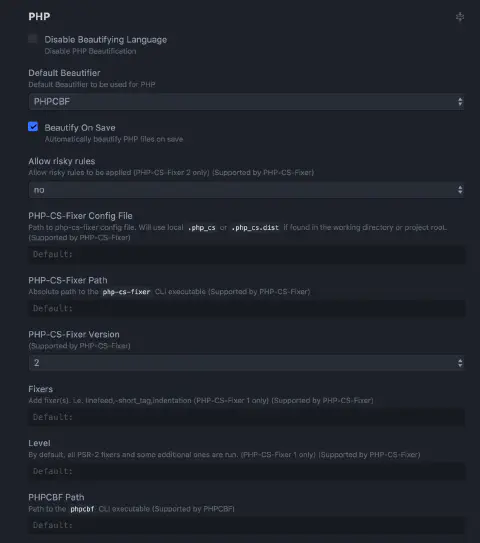 PHP
Disable Beautifying Language
Disable PHP Beautification
Default Beautifier
Default Beautifier to be used for PHP
PHPCBF
Beautify On Save
Automatically beautify PHP files on save
Allow risky rules
Allow risky rules to be applied (PHP-CS-Fixer 2 only) (Supported by PHP-CS-Fixer)
no
PHP-CS-Fixer Config File
Path to php-cs-fixer config file. Will use local .php_cs or .php_cs.dist if found in the working directory or project root.
(Supported by PHP-CS-Fixer)
Default:
PHP-CS-Fixer Path
Absolute path to the php-cs-fixer CLI executable (Supported by PHP-CS-Fixer)
Default:
PHP-CS-Fixer Version
(Supported by PHP-CS-Fixer)
2
Fixers
Add fixer(s). i.e. linefeed,-short_tag,indentation (PHP-CS-Fixer 1 only) (Supported by PHP-CS-Fixer)
Default:
Level
By default, all PSR-2 fixers and some additional ones are run. (PHP-CS-Fixer 1 only) (Supported by PHP-CS-Fixer)
Default:
PHPCBF Path
Path to the phpcbf CLI executable (Supported by PHPCBF)
Default: